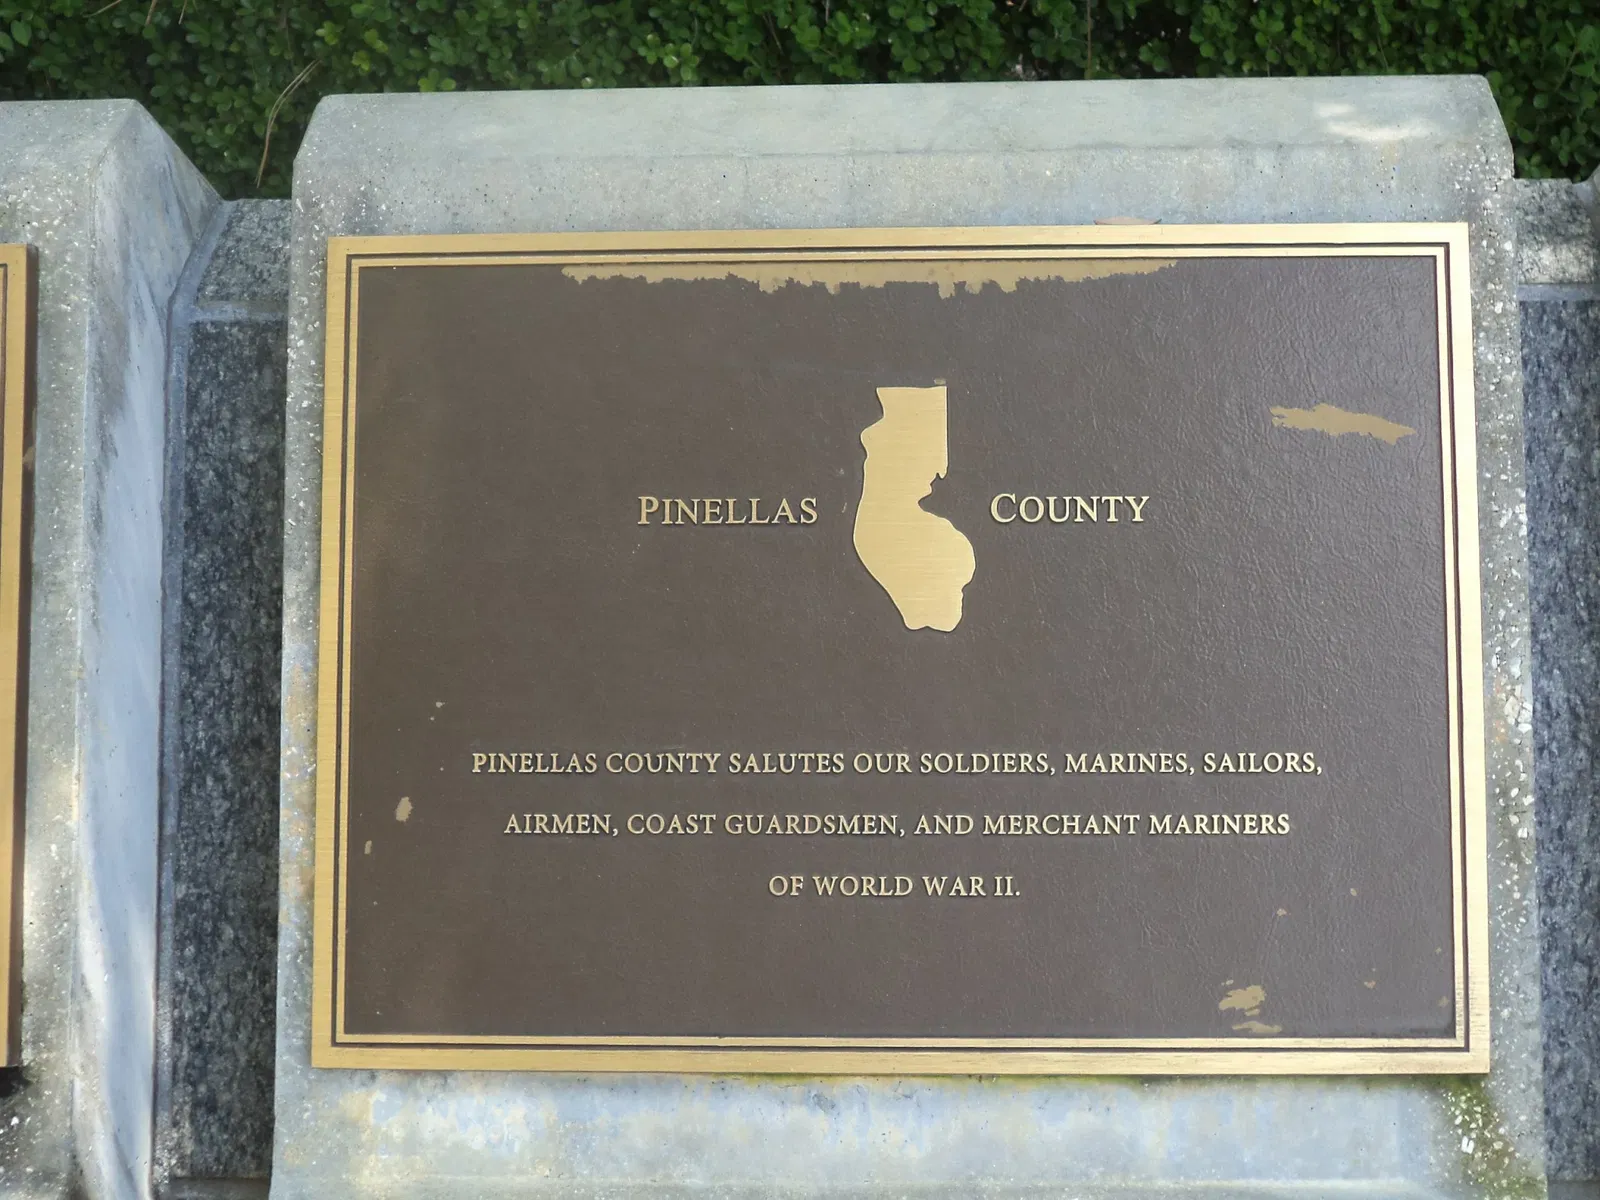 PINELLAS COUNTY
PINELLAS COUNTY SALUTES OUR SOLDIERS, MARINES, SAILORS,
AIRMEN, COAST GUARDSMEN, AND MERCHANT MARINERS
OF WORLD WAR II.